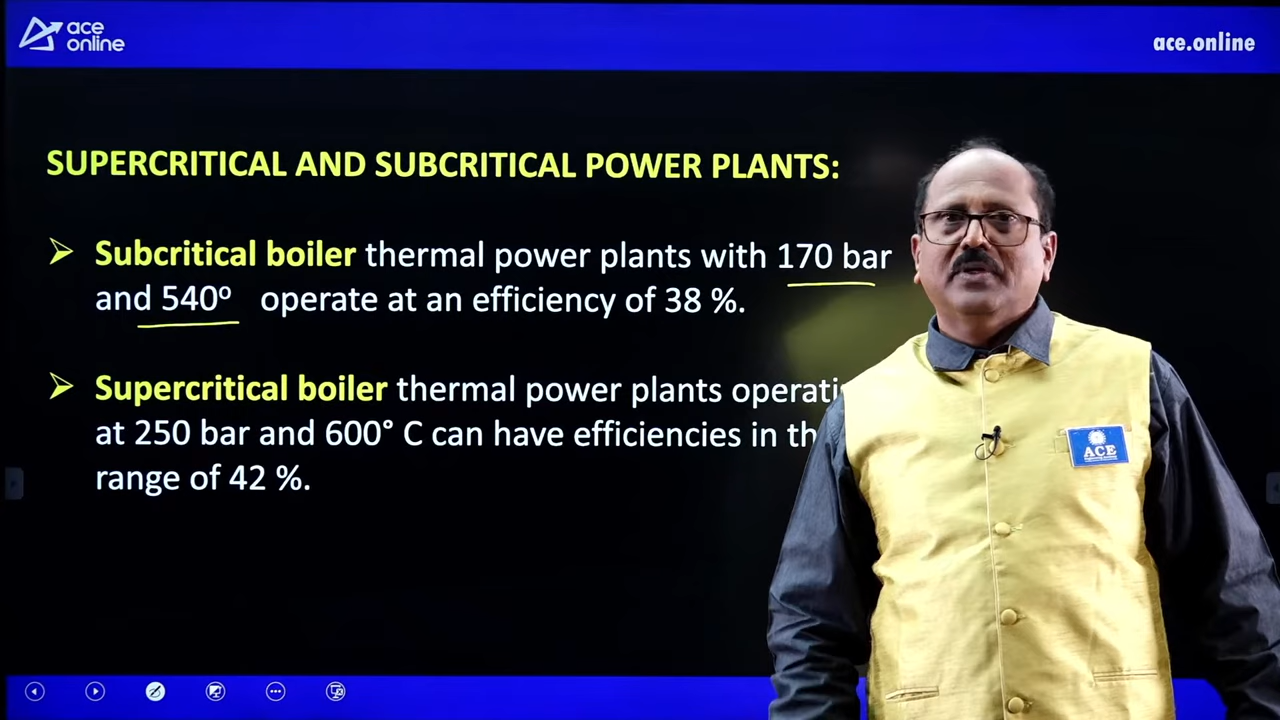 ace
online
ace.online
SUPERCRITICAL AND SUBCRITICAL POWER PLANTS:
Subcritical boiler thermal power plants with 170 bar
and 540º operate at an efficiency of 38 %.
Supercritical boiler thermal power plants operati
at 250 bar and 600° C can have efficiencies in th
range of 42 %.
ACE